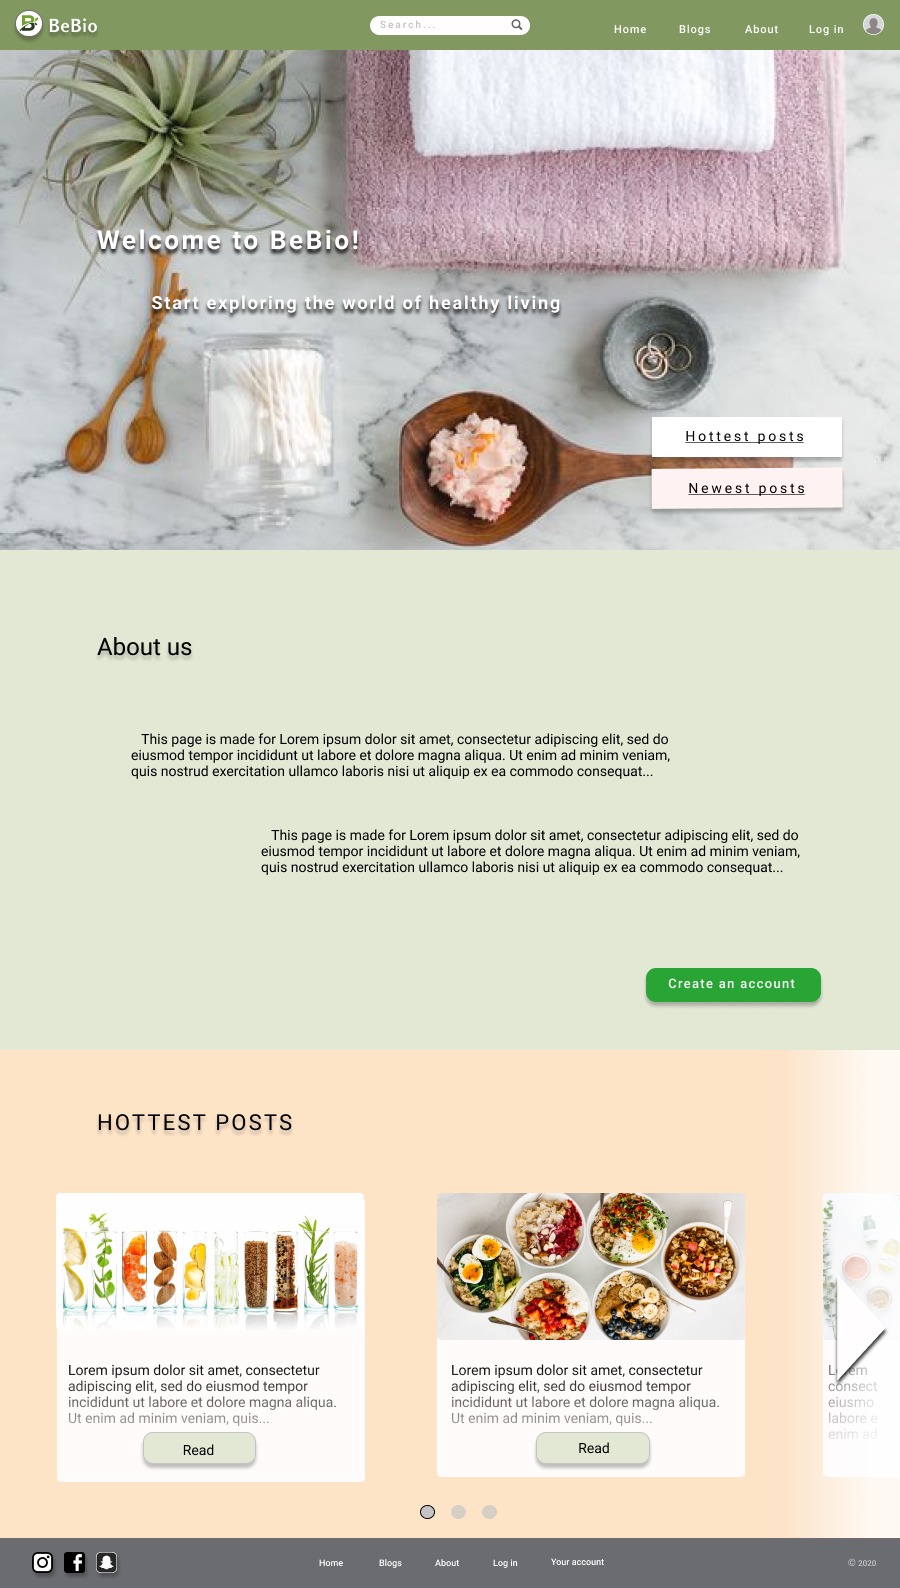 BeBio
Search...
Home
Blogs
About
Log in
Welcome to BeBio!
Start exploring the world of healthy living
Hottest posts
Newest posts
About us
This page is made for Lorem ipsum dolor sit amet, consectetur adipiscing elit, sed do
eiusmod tempor incididunt ut labore et dolore magna aliqua. Ut enim ad minim veniam,
quis nostrud exercitation ullamco laboris nisi ut aliquip ex ea commodo consequat...
This page is made for Lorem ipsum dolor sit amet, consectetur adipiscing elit, sed do
eiusmod tempor incididunt ut labore et dolore magna aliqua. Ut enim ad minim veniam,
quis nostrud exercitation ullamco laboris nisi ut aliquip ex ea commodo consequat...
Create an account
HOTTEST POSTS
Lorem ipsum dolor sit amet, consectetur
adipiscing elit, sed do eiusmod tempor
incididunt ut labore et dolore magna aliqua.
Ut enim ad minim veniam, quis...
Read
Lorem ipsum dolor sit amet, consectetur
adipiscing elit, sed do eiusmod tempor
incididunt ut labore et dolore magna aliqua.
Ut enim ad minim veniam, quis...
Read
consect
eiusmo
labore e
enim ad
Home
Blogs
About
Log in
Your account
© 2020